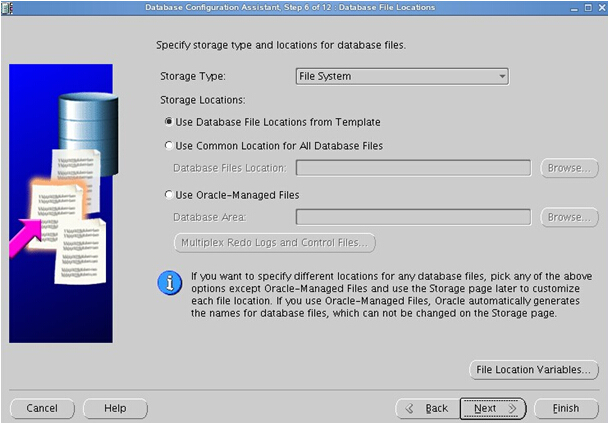 Database Configuration Assistant, Step 6 of 12 : Database File Locations
Specify storage type and locations for database files.
Storage Type: File System
Storage Locations:
Use Database File Locations from Template
Use Common Location for All Database Files
Database Files Location: Browse...
Use Oracle-Managed Files
Database Area: Browse...
Multiplex Redo Logs and Control Files...
If you want to specify different locations for any database files, pick any of the above
options except Oracle-Managed Files and use the Storage page later to customize
each file location. If you use Oracle-Managed Files, Oracle automatically generates
the names for database files, which can not be changed on the Storage page.
File Location Variables...
Cancel Help Back Next Finish